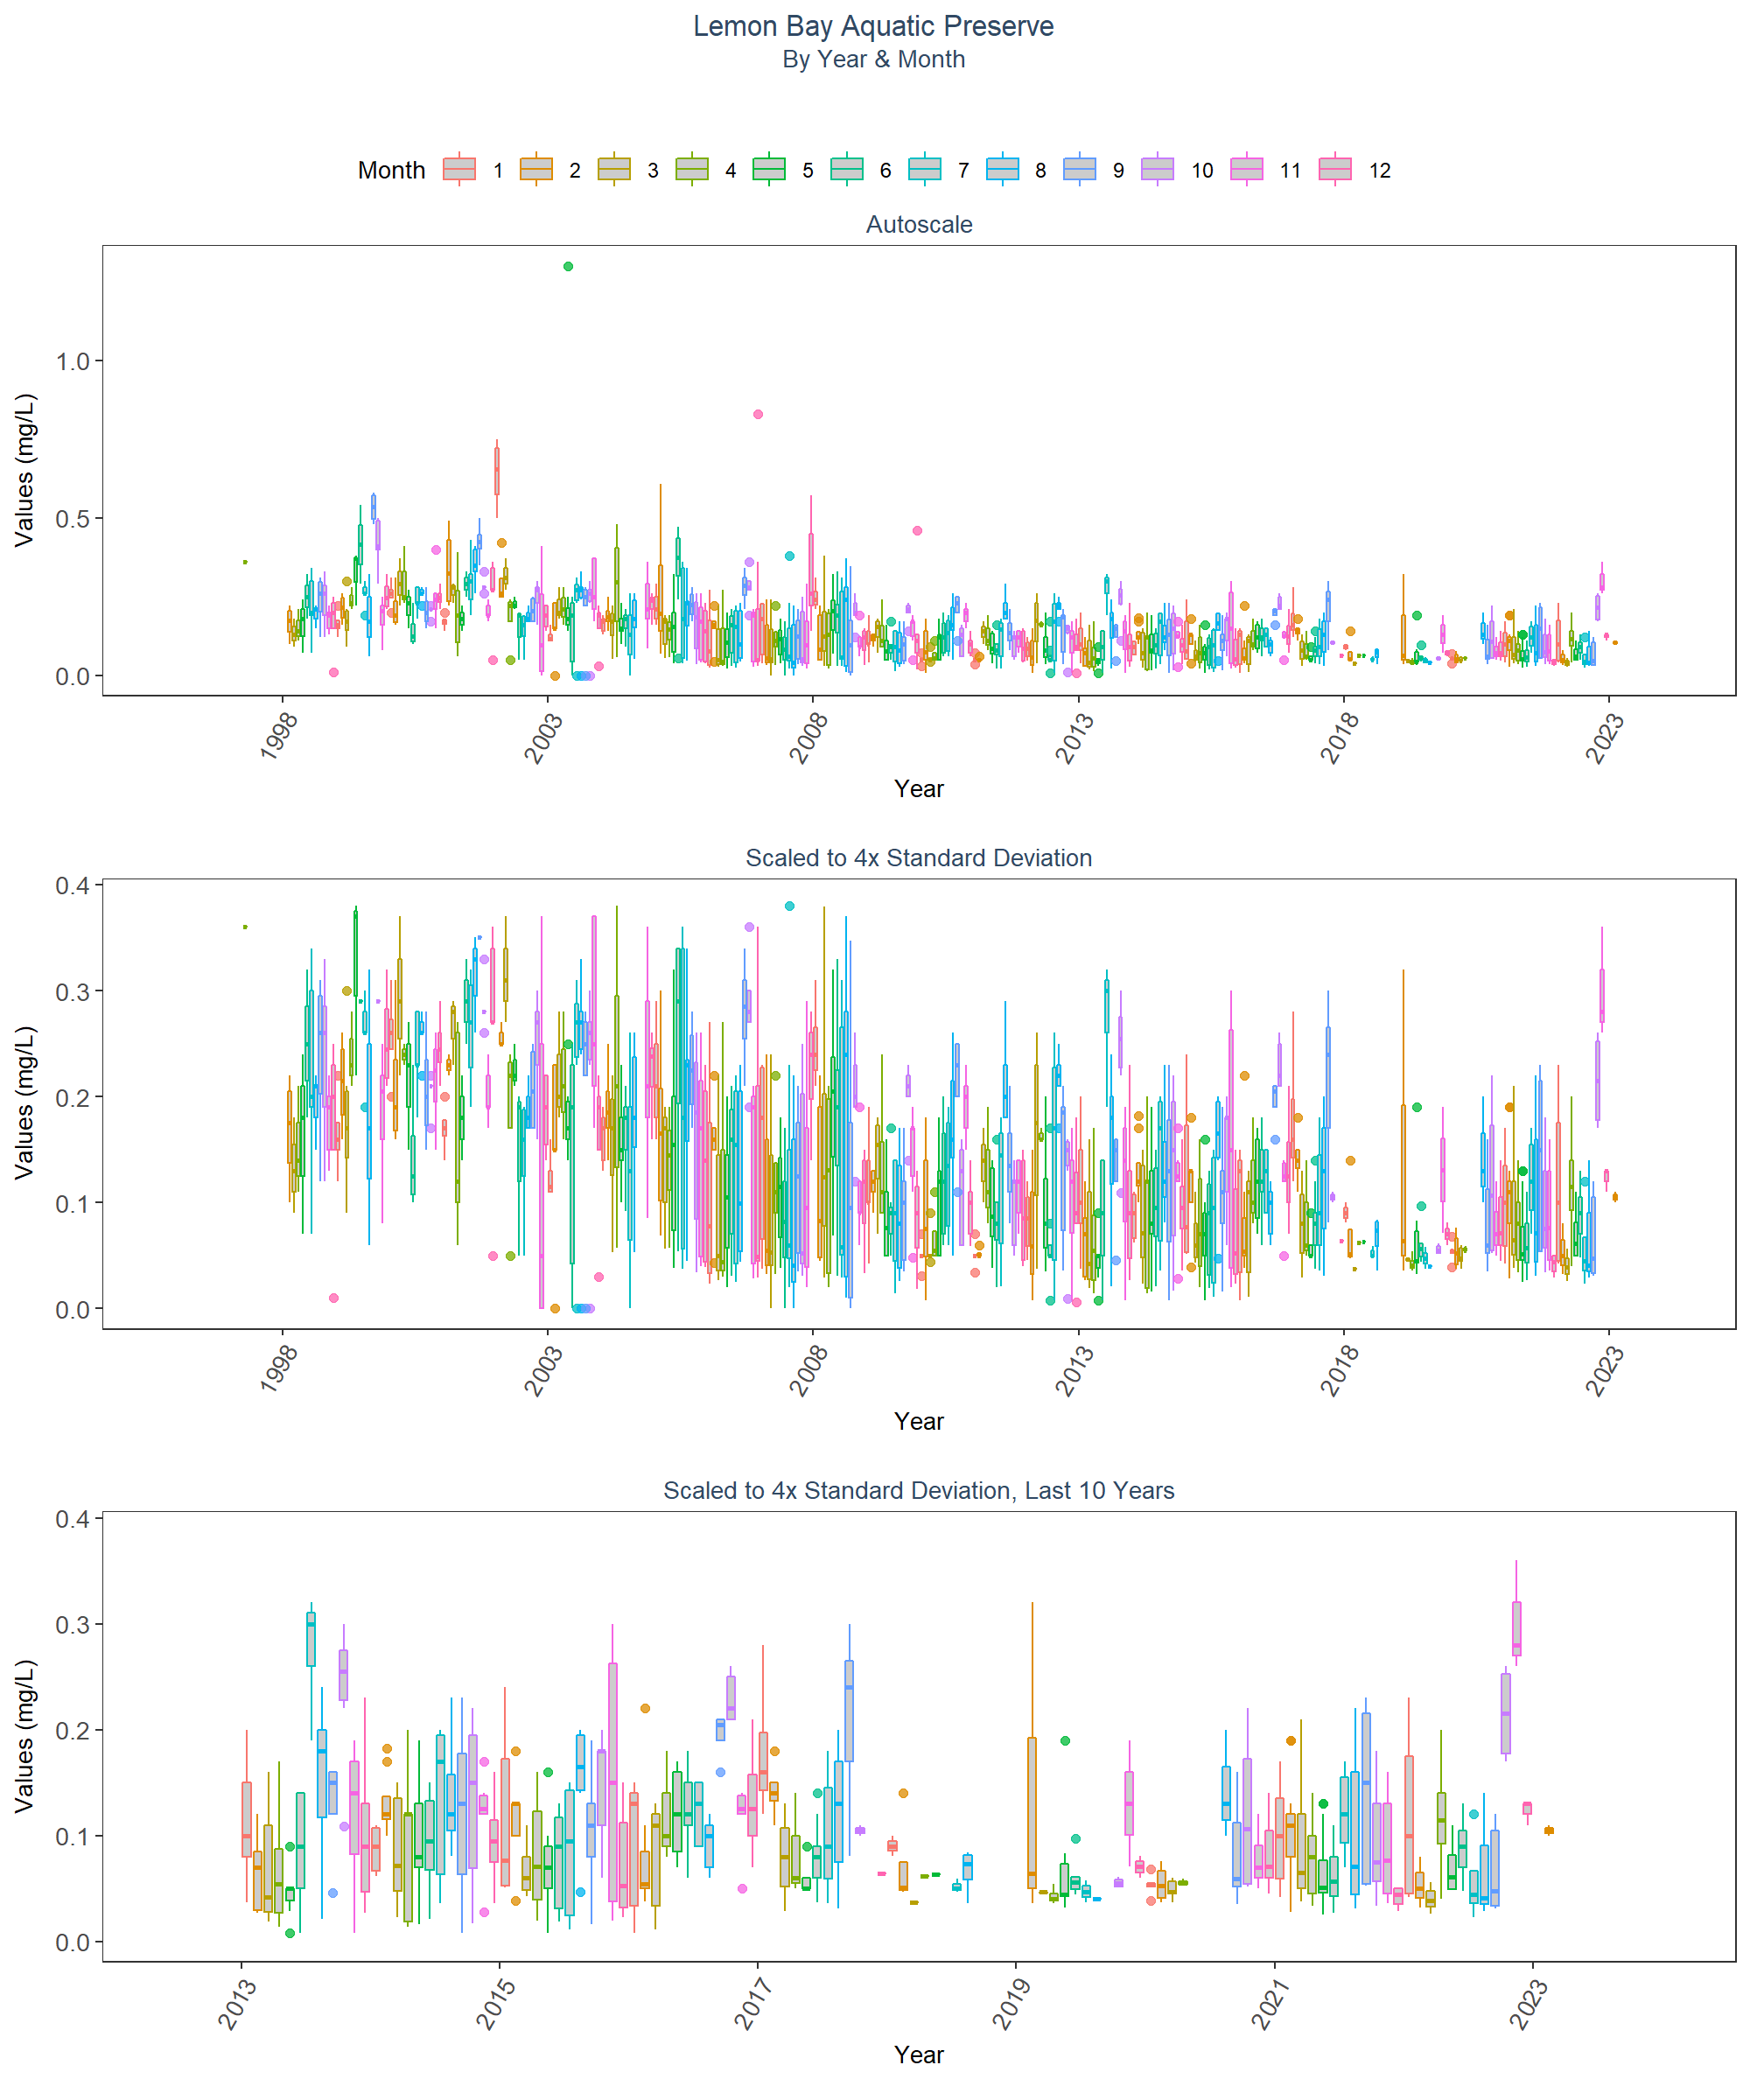 Lemon Bay Aquatic Preserve
By Year & Month
Month 1 2 3 4 5 6 7 8 9 10 11 12
Autoscale
Values (mg/L)
1.0
0.5
0.0
1998 2003 2008 2013 2018 2023
Year
Scaled to 4x Standard Deviation
Values (mg/L)
0.4
0.3
0.2
0.1
0.0
1998 2003 2008 2013 2018 2023
Year
Scaled to 4x Standard Deviation, Last 10 Years
Values (mg/L)
0.4
0.3
0.2
0.1
0.0
2013 2015 2017 2019 2021 2023
Year